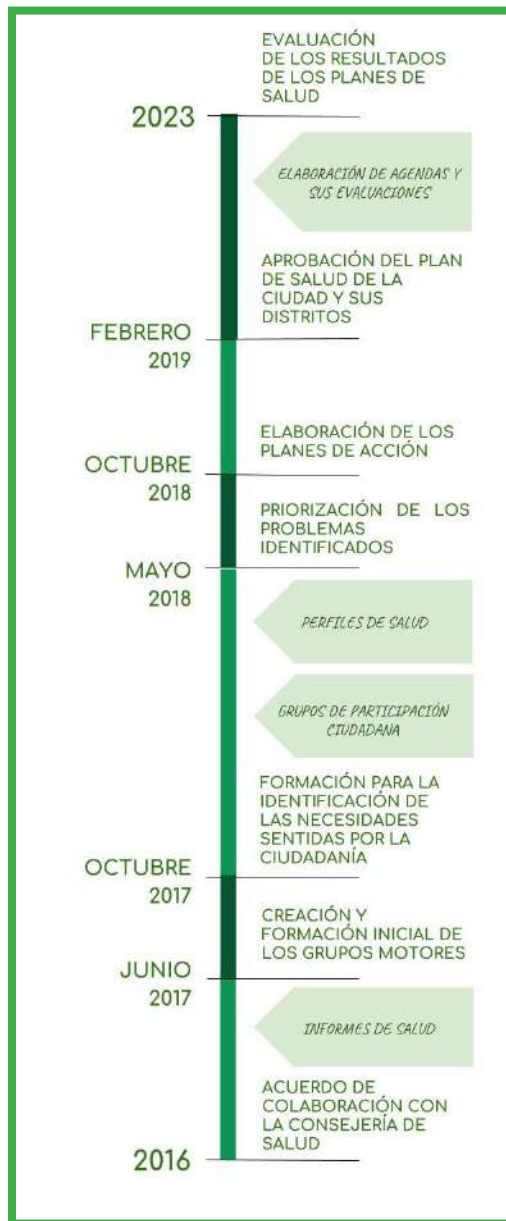 EVALUACIÓN
DE LOS RESULTADOS
DE LOS PLANES DE
SALUD
2023
ELABORACIÓN DE AGENDAS Y
SUS EVALUACIONES
APROBACIÓN DEL PLAN
DE SALUD DE LA
CIUDAD Y SUS
DISTRITOS
FEBRERO
2019
ELABORACIÓN DE LOS
PLANES DE ACCIÓN
OCTUBRE
2018
PRIORIZACIÓN DE LOS
PROBLEMAS
IDENTIFICADOS
MAYO
2018
PERFILES DE SALUD
GRUPOS DE PARTICIPACIÓN
CIUDADANA
FORMACIÓN PARA LA
IDENTIFICACIÓN DE
LAS NECESIDADES
SENTIDAS POR LA
CIUDADANÍA
OCTUBRE
2017
CREACIÓN Y
FORMACIÓN INICIAL DE
LOS GRUPOS MOTORES
JUNIO
2017
INFORMES DE SALUD
ACUERDO DE
COLABORACIÓN CON
LA CONSEJERÍA DE
SALUD
2016